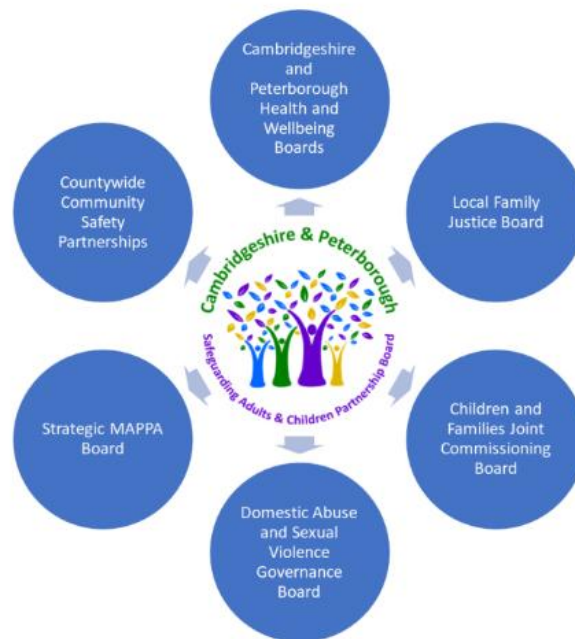 Cambridgeshire
and
Peterborough
Health and
Wellbeing
Boards
Countywide
Community
Safety
Partnerships
Local Family
Justice Board
Cambridgeshire & Peterborough
Safeguarding Adults & Children Partnership Board
Strategic MAPPA
Board
Children and
Families Joint
Commissioning
Board
Domestic Abuse
and Sexual
Violence
Governance
Board